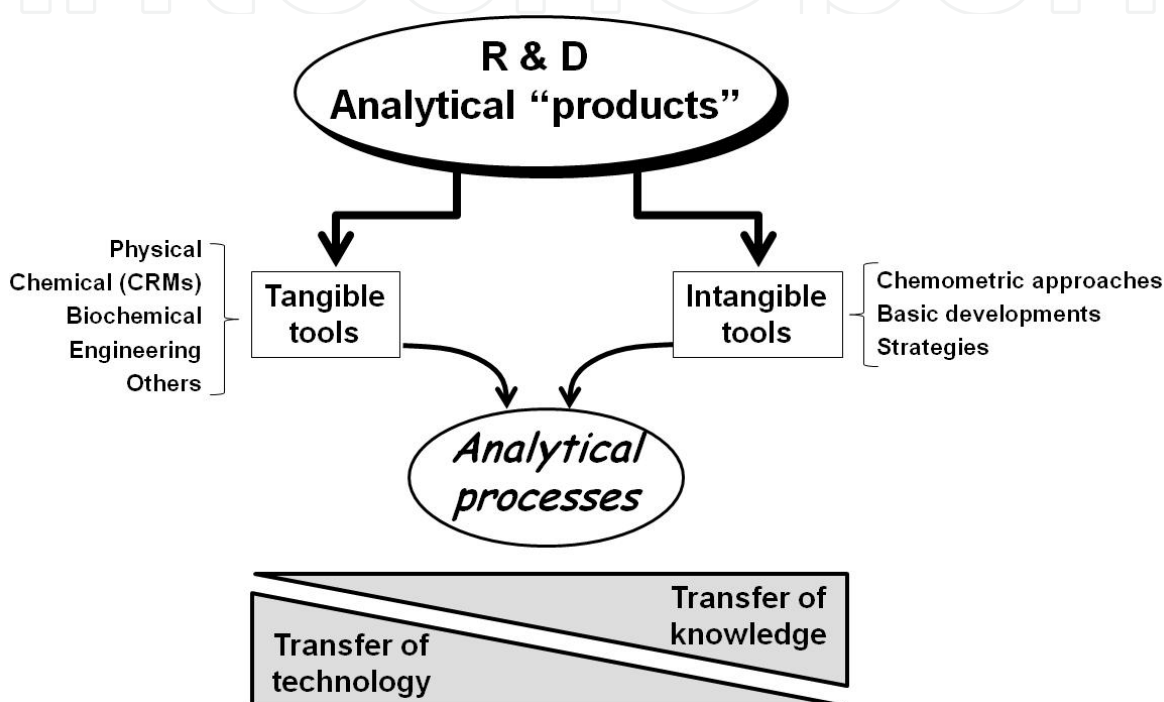 R & D
Analytical “products”
Physical
Chemical (CRMs)
Biochemical
Engineering
Others
Tangible
tools
Intangible
tools
Chemometric approaches
Basic developments
Strategies
Analytical
processes
Transfer of
knowledge
Transfer of
technology